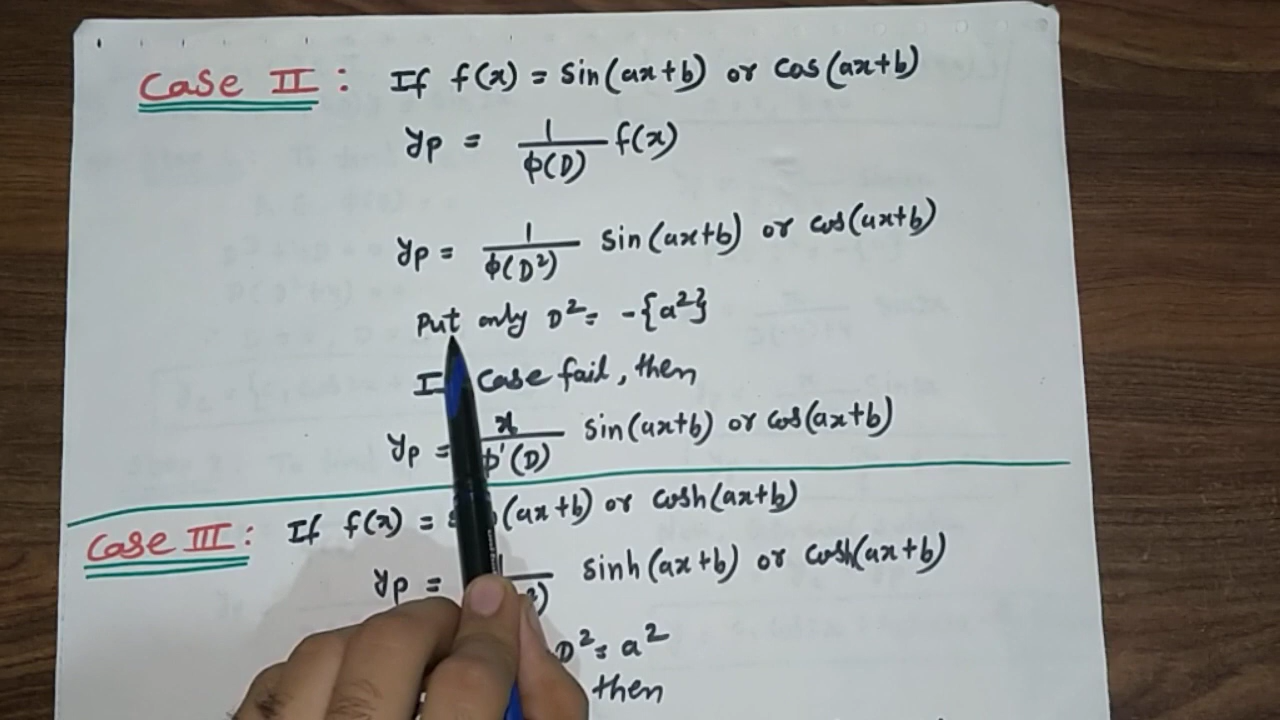 Case II : If f(x) = sin(ax+b) or cos(ax+b)
yp = 1/ϕ(D) f(x)
yp = 1/ϕ(D²) sin(ax+b) or cos(ax+b)
Put only D² = -{a²}
case fail, then
yp = x/ϕ'(D) sin(ax+b) or cos(ax+b)
Case III : If f(x) = (ax+b) or cosh(ax+b)
yp = sinh(ax+b) or cosh(ax+b)
D² = a²
then